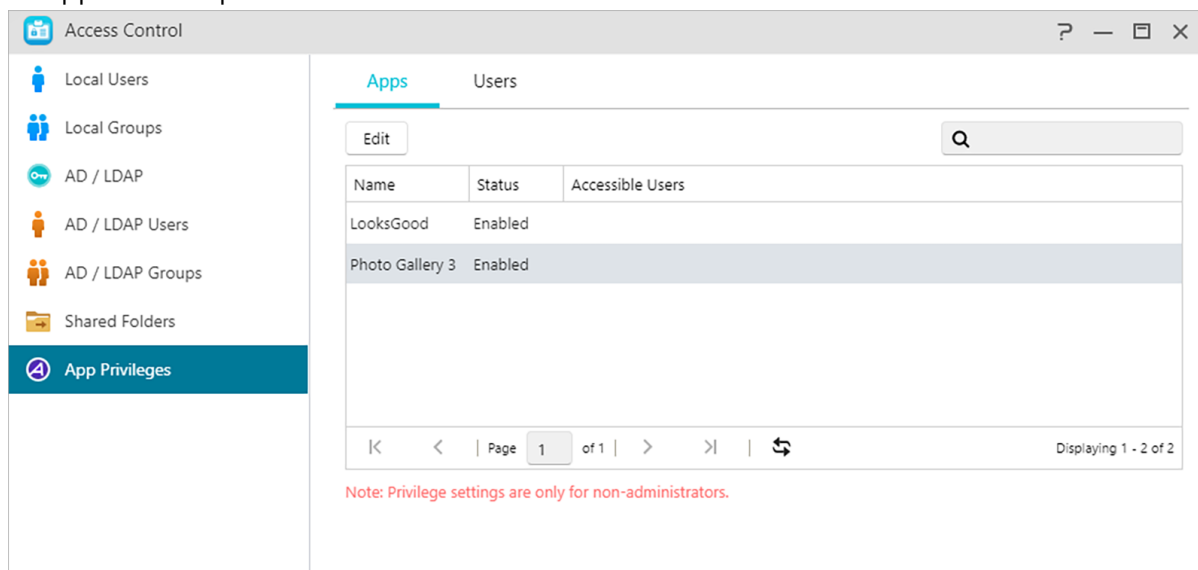 Access Control
Local Users
Local Groups
AD / LDAP
AD / LDAP Users
AD / LDAP Groups
Shared Folders
App Privileges
Apps Users
Edit
Name Status Accessible Users
LooksGood Enabled
Photo Gallery 3 Enabled
Page 1 of 1
Displaying 1 - 2 of 2
Note: Privilege settings are only for non-administrators.